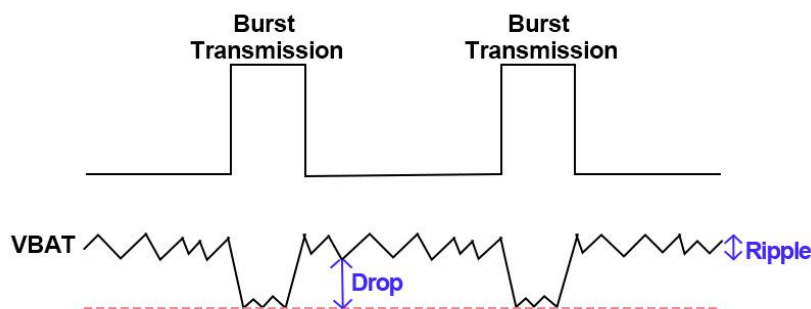 Burst
Transmission
Burst
Transmission
VBAT
Drop
Ripple